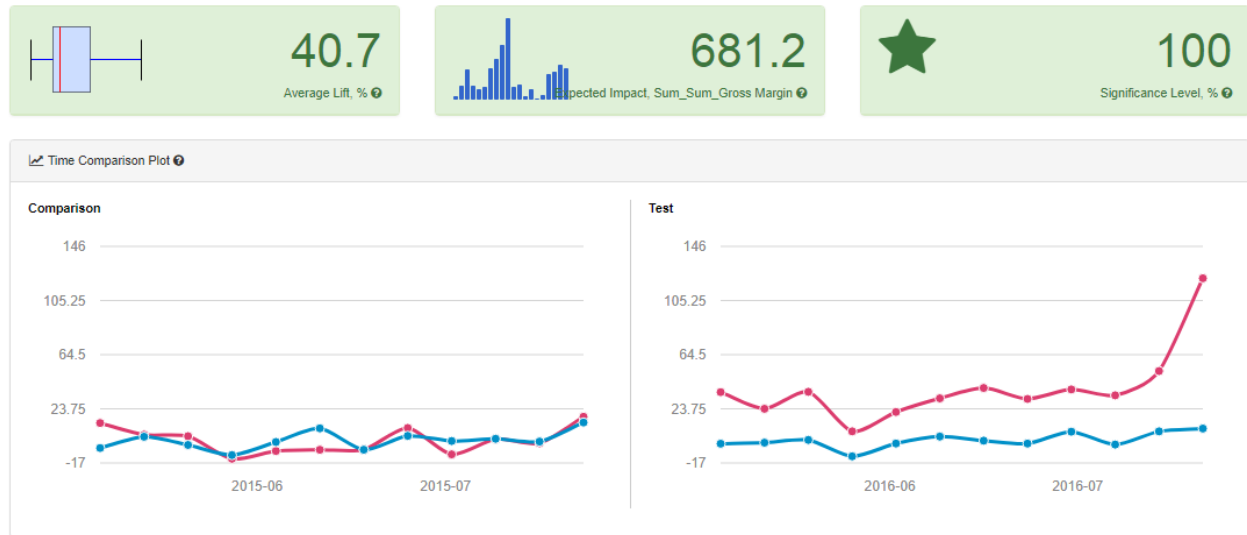 40.7
Average Lift, %
681.2
Expected Impact, Sum_Sum_Gross Margin
100
Significance Level, %
Time Comparison Plot
Comparison
146
105.25
64.5
23.75
-17
2015-06 2015-07
Test
146
105.25
64.5
23.75
-17
2016-06 2016-07